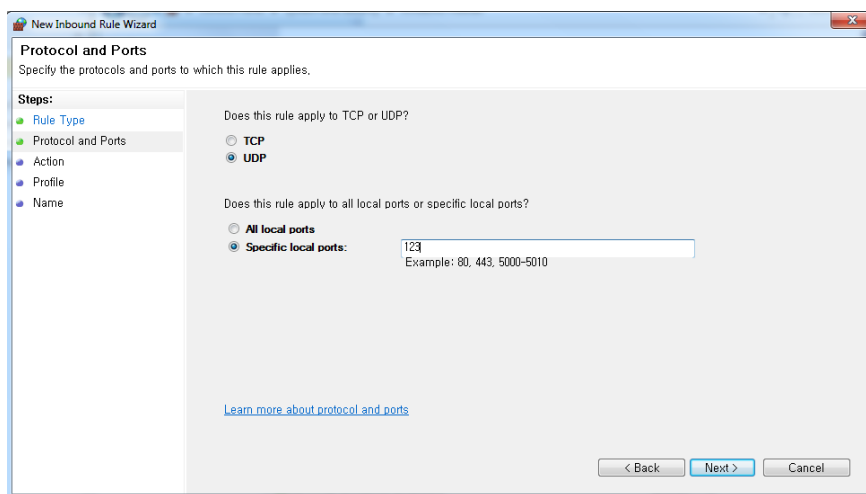 New Inbound Rule Wizard
Protocol and Ports
Specify the protocols and ports to which this rule applies.
Steps:
Rule Type
Protocol and Ports
Action
Profile
Name
Does this rule apply to TCP or UDP?
TCP
UDP
Does this rule apply to all local ports or specific local ports?
All local ports
Specific local ports: 123
Example: 80, 443, 5000-5010
Learn more about protocol and ports
< Back Next > Cancel